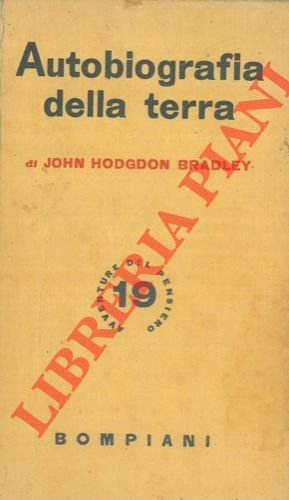 Autobiografia
della terra
di JOHN HODGDON BRADLEY
AVVENTURE DEL PENSIERO
19
BOMPIANI
LIBRERIA PIANI